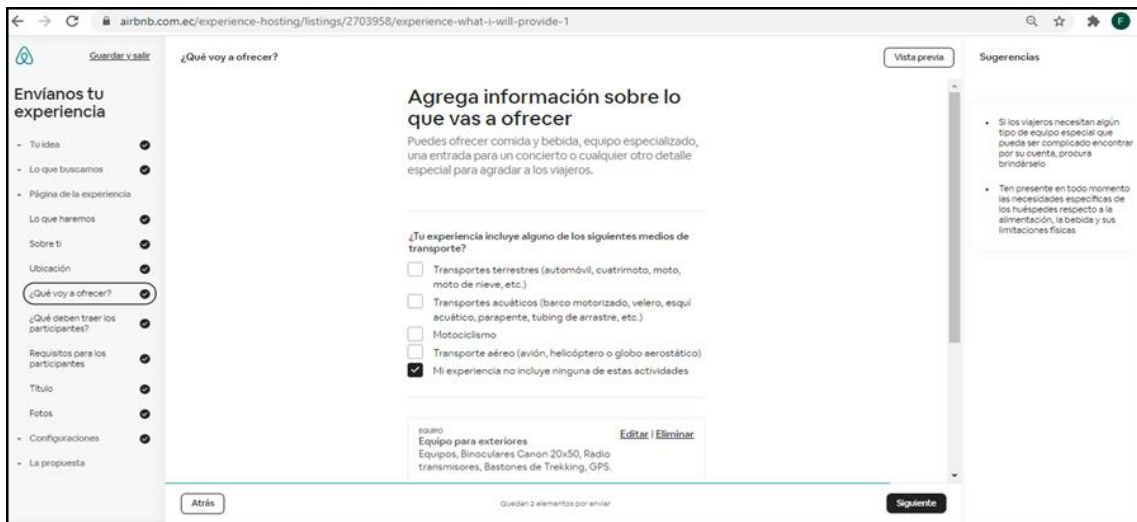 airbnb.com.ec/experience-hosting/listings/2703958/experience-what-i-will-provide-1
F
Guardar y salir
¿Qué voy a ofrecer?
Vista previa
Sugerencias
Envíanos tu
experiencia
Tu idea
Lo que buscamos
Página de la experiencia
Lo que haremos
Sobre ti
Ubicación
¿Qué voy a ofrecer?
¿Qué deben traer los
participantes?
Requisitos para los
participantes
Título
Fotos
Configuraciones
La propuesta
Agrega información sobre lo
que vas a ofrecer
Puedes ofrecer comida y bebida, equipo especializado,
una entrada para un concierto o cualquier otro detalle
especial para agradar a los viajeros.
¿Tu experiencia incluye alguno de los siguientes medios de
transporte?
Transportes terrestres (automóvil, cuatrimoto, moto,
moto de nieve, etc.)
Transportes acuáticos (barco motorizado, velero, esquí
acuático, parapente, tubing de arrastre, etc.)
Motociclismo
Transporte aéreo (avión, helicóptero o globo aerostático)
Mi experiencia no incluye ninguna de estas actividades
EQUIPO
Equipo para exteriores
Editar | Eliminar
Equipos, Binoculares Canon 20x50, Radio
transmisores, Bastones de Trekking, GPS.
Atrás
Quedan 2 elementos por enviar
Siguiente
Si los viajeros necesitan algún
tipo de equipo especial que
pueda ser complicado encontrar
por su cuenta, procura
brindárselo
Ten presente en todo momento
las necesidades específicas de
los huéspedes respecto a la
alimentación, la bebida y sus
limitaciones físicas